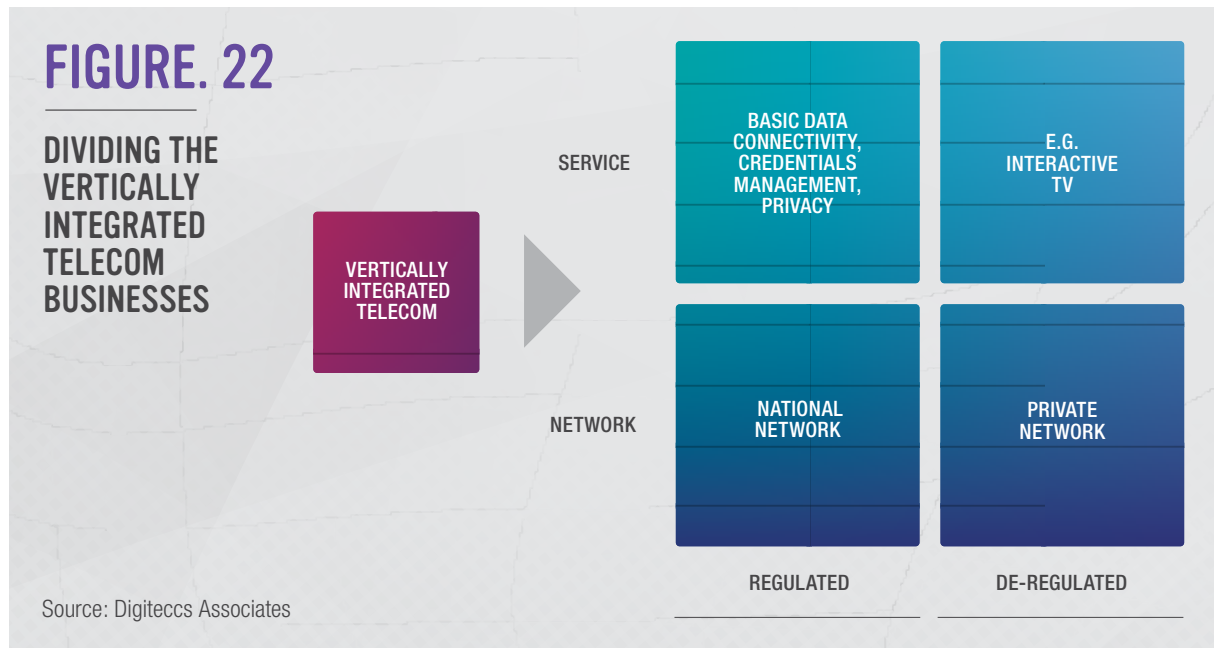 FIGURE. 22
DIVIDING THE
VERTICALLY
INTEGRATED
TELECOM
BUSINESSES
VERTICALLY
INTEGRATED
TELECOM
SERVICE
BASIC DATA
CONNECTIVITY,
CREDENTIALS
MANAGEMENT,
PRIVACY
E.G.
INTERACTIVE
TV
NETWORK
NATIONAL
NETWORK
PRIVATE
NETWORK
REGULATED
DE-REGULATED
Source: Digiteccs Associates